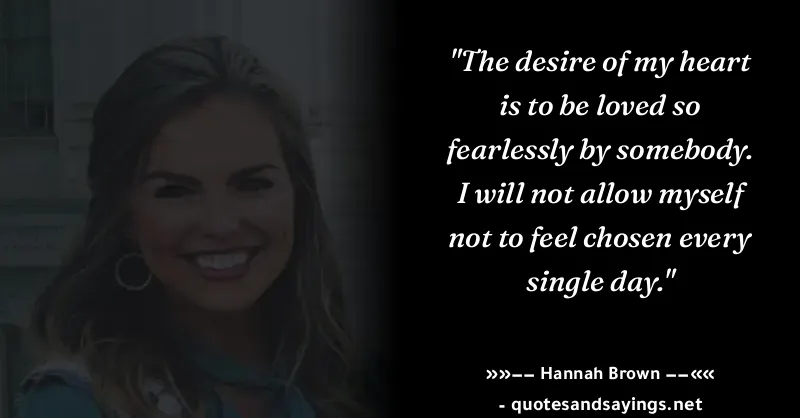 "The desire of my heart
is to be loved so
fearlessly by somebody.
I will not allow myself
not to feel chosen every
single day."
»»−− Hannah Brown −−««
- quotesandsayings.net